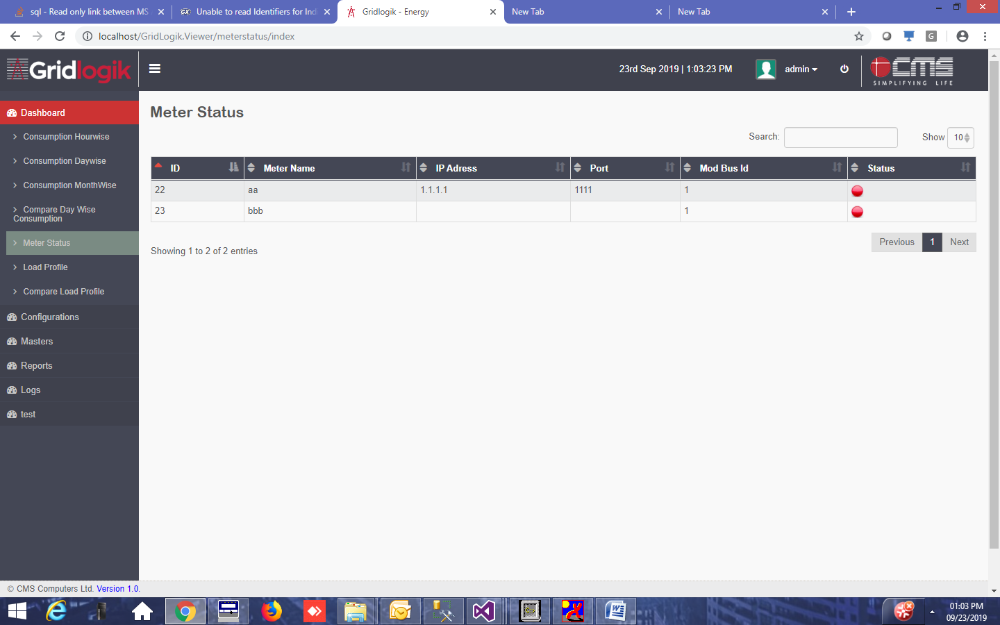 sql - Read only link between MS
Unable to read Identifiers for Ind
Gridlogik - Energy
New Tab
New Tab
localhost/GridLogik.Viewer/meterstatus/index
Gridlogik
23rd Sep 2019 | 1:03:23 PM
admin
CMS
SIMPLIFYING LIFE
Dashboard
Consumption Hourwise
Consumption Daywise
Consumption MonthWise
Compare Day Wise
Consumption
Meter Status
Load Profile
Compare Load Profile
Configurations
Masters
Reports
Logs
test
Meter Status
Search:
Show 10
ID Meter Name IP Adress Port Mod Bus Id Status
22 aa 1.1.1.1 1111 1
23 bbb 1
Showing 1 to 2 of 2 entries
Previous 1 Next
© CMS Computers Ltd. Version 1.0.
01:03 PM
09/23/2019